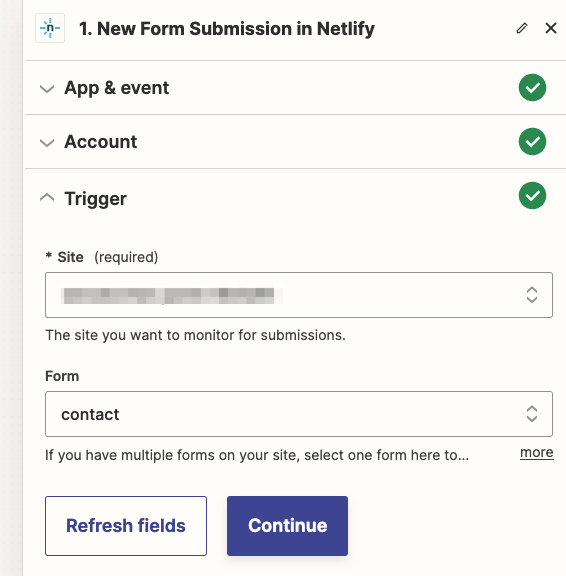 1. New Form Submission in Netlify
App & event
Account
Trigger
* Site (required)
The site you want to monitor for submissions.
Form
contact
If you have multiple forms on your site, select one form here to... more
Refresh fields Continue